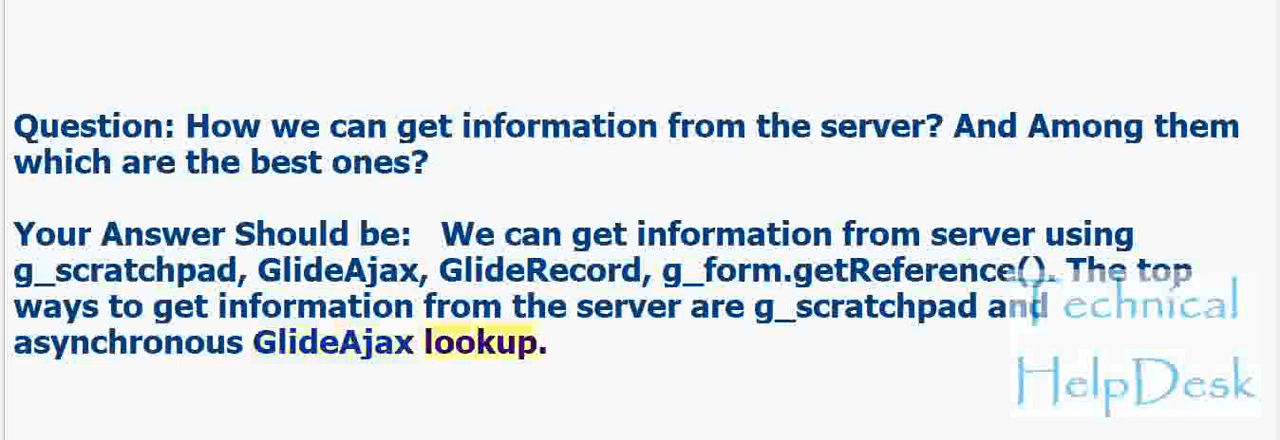 Question: How we can get information from the server? And Among them
which are the best ones?
Your Answer Should be:   We can get information from server using
g_scratchpad, GlideAjax, GlideRecord, g_form.getReference(). The top
ways to get information from the server are g_scratchpad and
asynchronous GlideAjax lookup.
Technical
HelpDesk